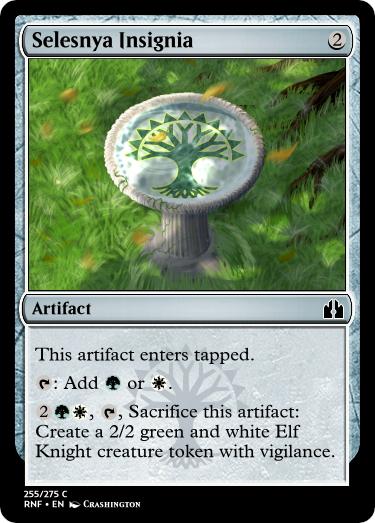 Selesnya Insignia 2
Artifact
This artifact enters tapped.
: Add or .
2 , , Sacrifice this artifact:
Create a 2/2 green and white Elf
Knight creature token with vigilance.
255/275 C
RNF • EN Crashington